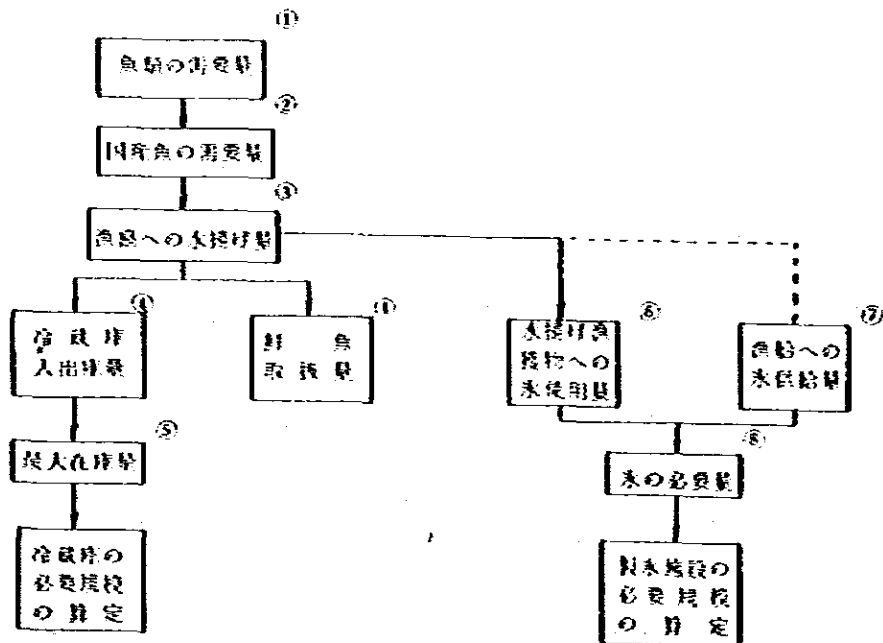 ①
魚類の需要量
②
国産魚の需要量
③
漁港への水揚げ量
④
冷蔵庫
入出庫量
④
鮮魚
取扱量
⑥
水揚げ漁
獲物への
氷使用量
⑦
漁船への
氷供給量
⑤
最大在庫量
⑧
氷の必要量
冷蔵庫の
必要規模
の算定
製氷施設の
必要規模
の算定